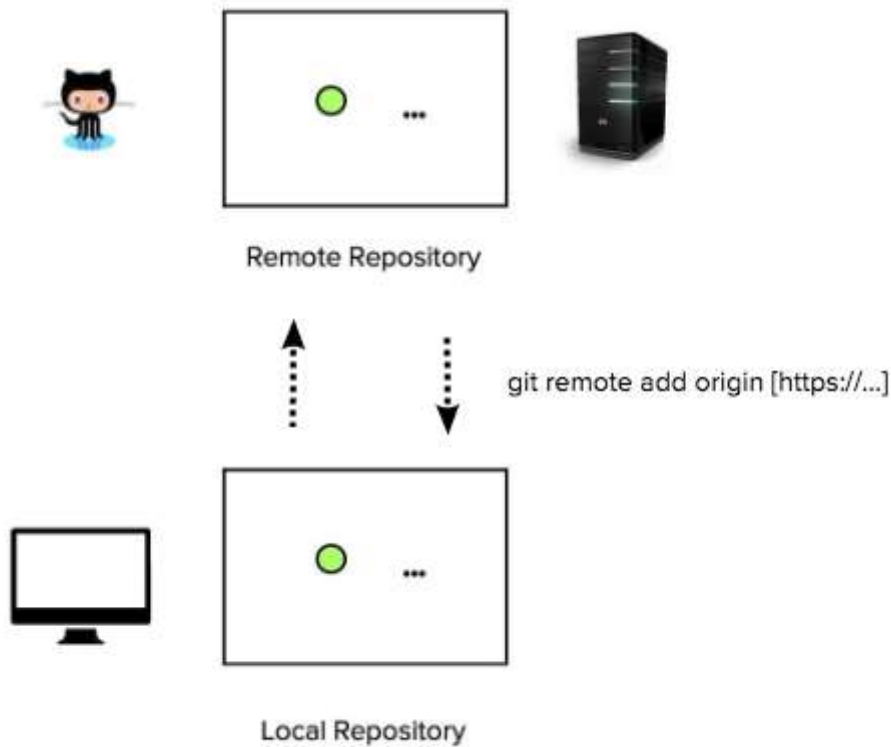 ...
Remote Repository
git remote add origin [https://...]
...
Local Repository